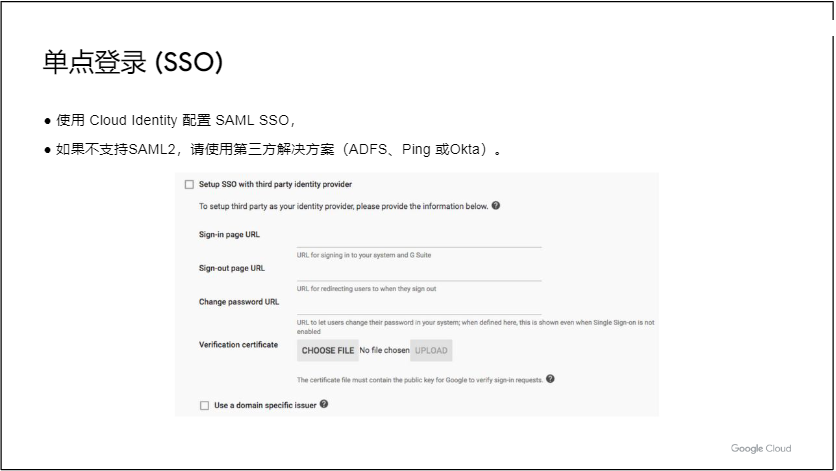 单点登录 (SSO)
● 使用 Cloud Identity 配置 SAML SSO，
● 如果不支持SAML2，请使用第三方解决方案（ADFS、Ping 或Okta）。
Setup SSO with third party identity provider
To setup third party as your identity provider, please provide the information below.
Sign-in page URL
URL for signing in to your system and G Suite
Sign-out page URL
URL for redirecting users to when they sign out
Change password URL
URL to let users change their password in your system; when defined here, this is shown even when Single Sign-on is not
enabled
Verification certificate
CHOOSE FILE No file chosen UPLOAD
The certificate file must contain the public key for Google to verify sign-in requests.
Use a domain specific issuer
Google Cloud